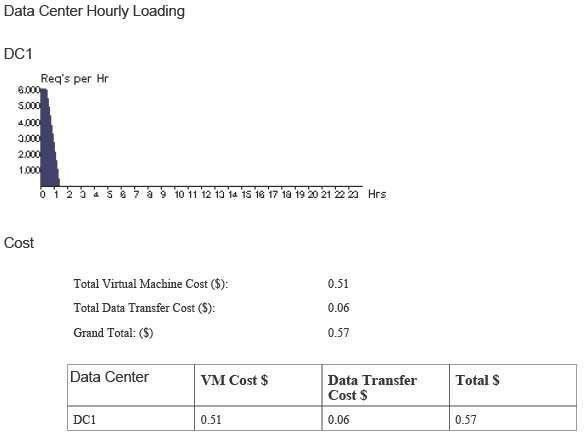 Data Center Hourly Loading
DC1
Req's per Hr
6.000
5.000
4.000
3.000
2.000
1.000
0 1 2 3 4 5 6 7 8 9 10 11 12 13 14 15 16 17 18 19 20 21 22 23 Hrs
Cost
Total Virtual Machine Cost ($): 0.51
Total Data Transfer Cost ($): 0.06
Grand Total: ($) 0.57
Data Center VM Cost $ Data Transfer Cost $ Total $
DC1 0.51 0.06 0.57